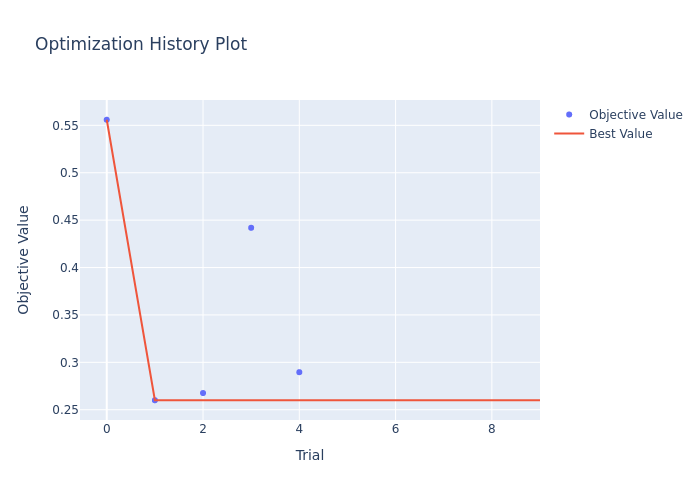 Optimization History Plot
Objective Value
Best Value
0.55
0.5
0.45
0.4
0.35
0.3
0.25
Objective Value
0
2
4
6
8
Trial